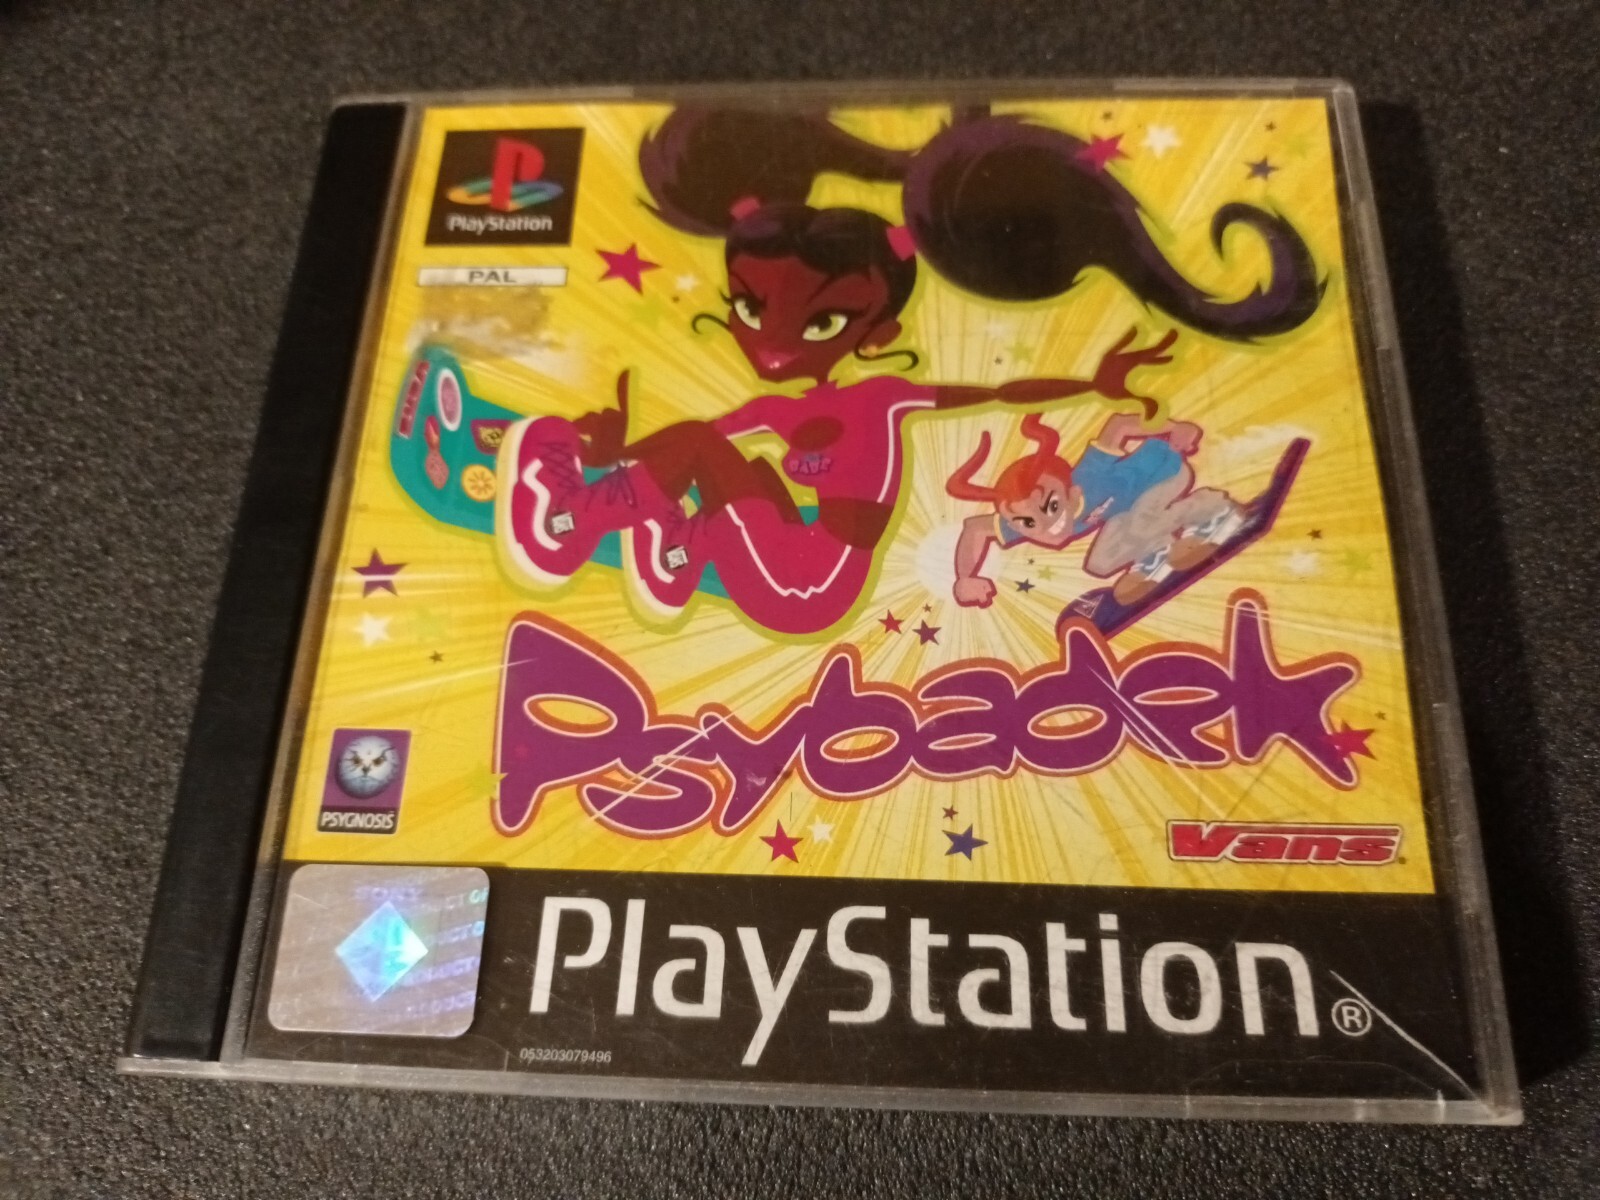 PlayStation
PAL
Psybadek
PSYGNOSIS
Vans
PlayStation®
053203079496